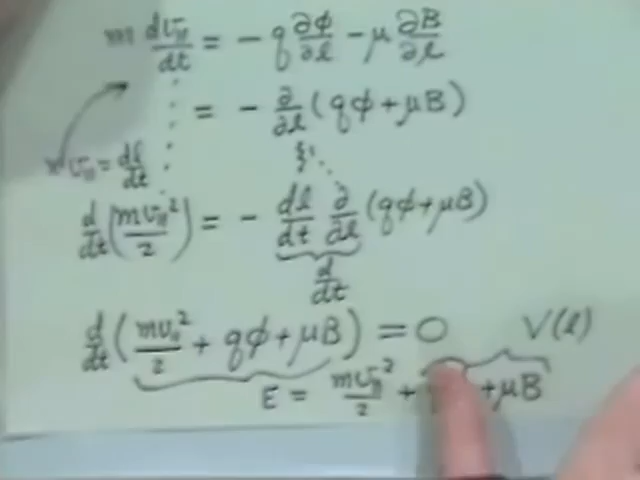 m dv∥/dt = − q ∂ϕ/∂l − μ ∂B/∂l
= − ∂/∂l (qϕ + μB)
× v∥ = dl/dt
d/dt (mv∥²/2) = − dl/dt ∂/∂l (qϕ + μB)
d/dt
d/dt (mv∥²/2 + qϕ + μB) = 0 V(l)
E = mv∥²/2 + + μB